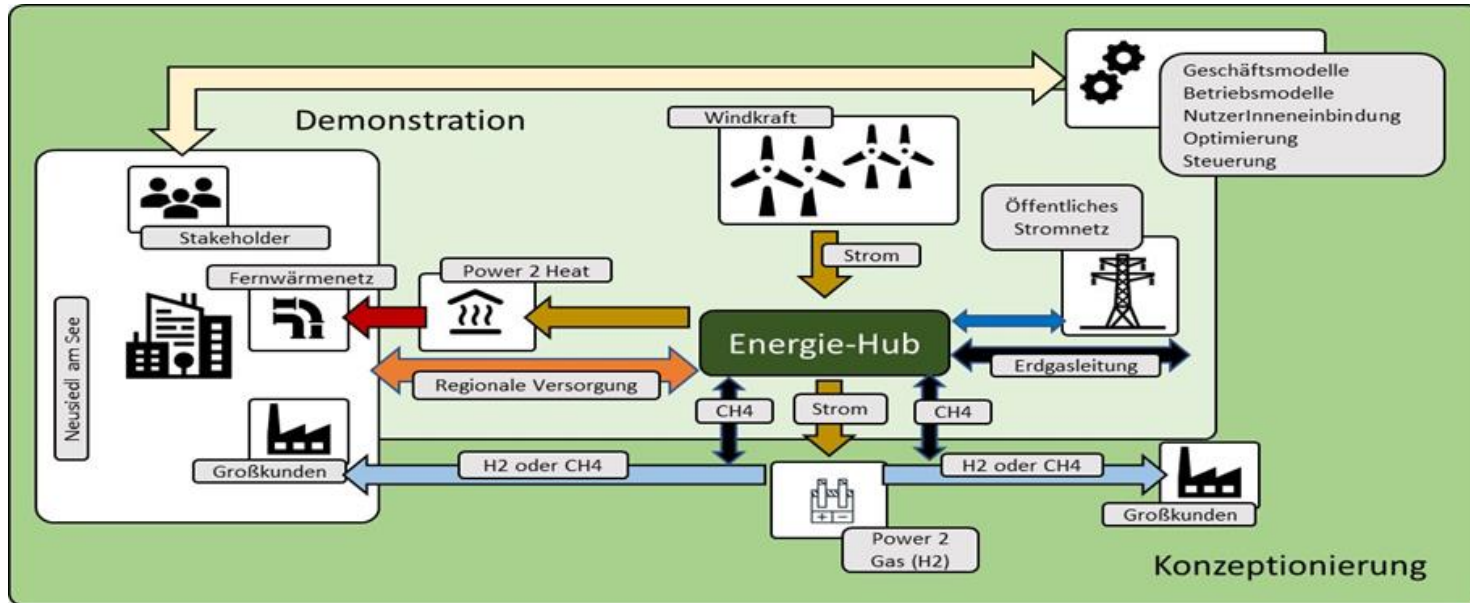 Geschäftsmodelle
Betriebsmodelle
NutzerInneneinbindung
Optimierung
Steuerung
Demonstration
Windkraft
Stakeholder
Öffentliches
Stromnetz
Strom
Fernwärmenetz
Power 2 Heat
Neusiedl am See
Energie-Hub
Erdgasleitung
Regionale Versorgung
CH4
Strom
CH4
Großkunden
H2 oder CH4
H2 oder CH4
+ −
Großkunden
Power 2
Gas (H2)
Konzeptionierung